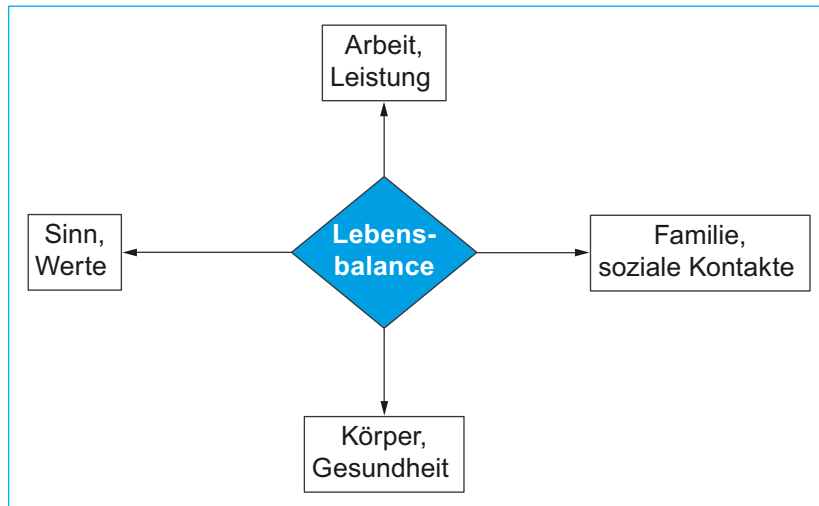 Arbeit,
Leistung
Sinn,
Werte
Lebens-
balance
Familie,
soziale Kontakte
Körper,
Gesundheit